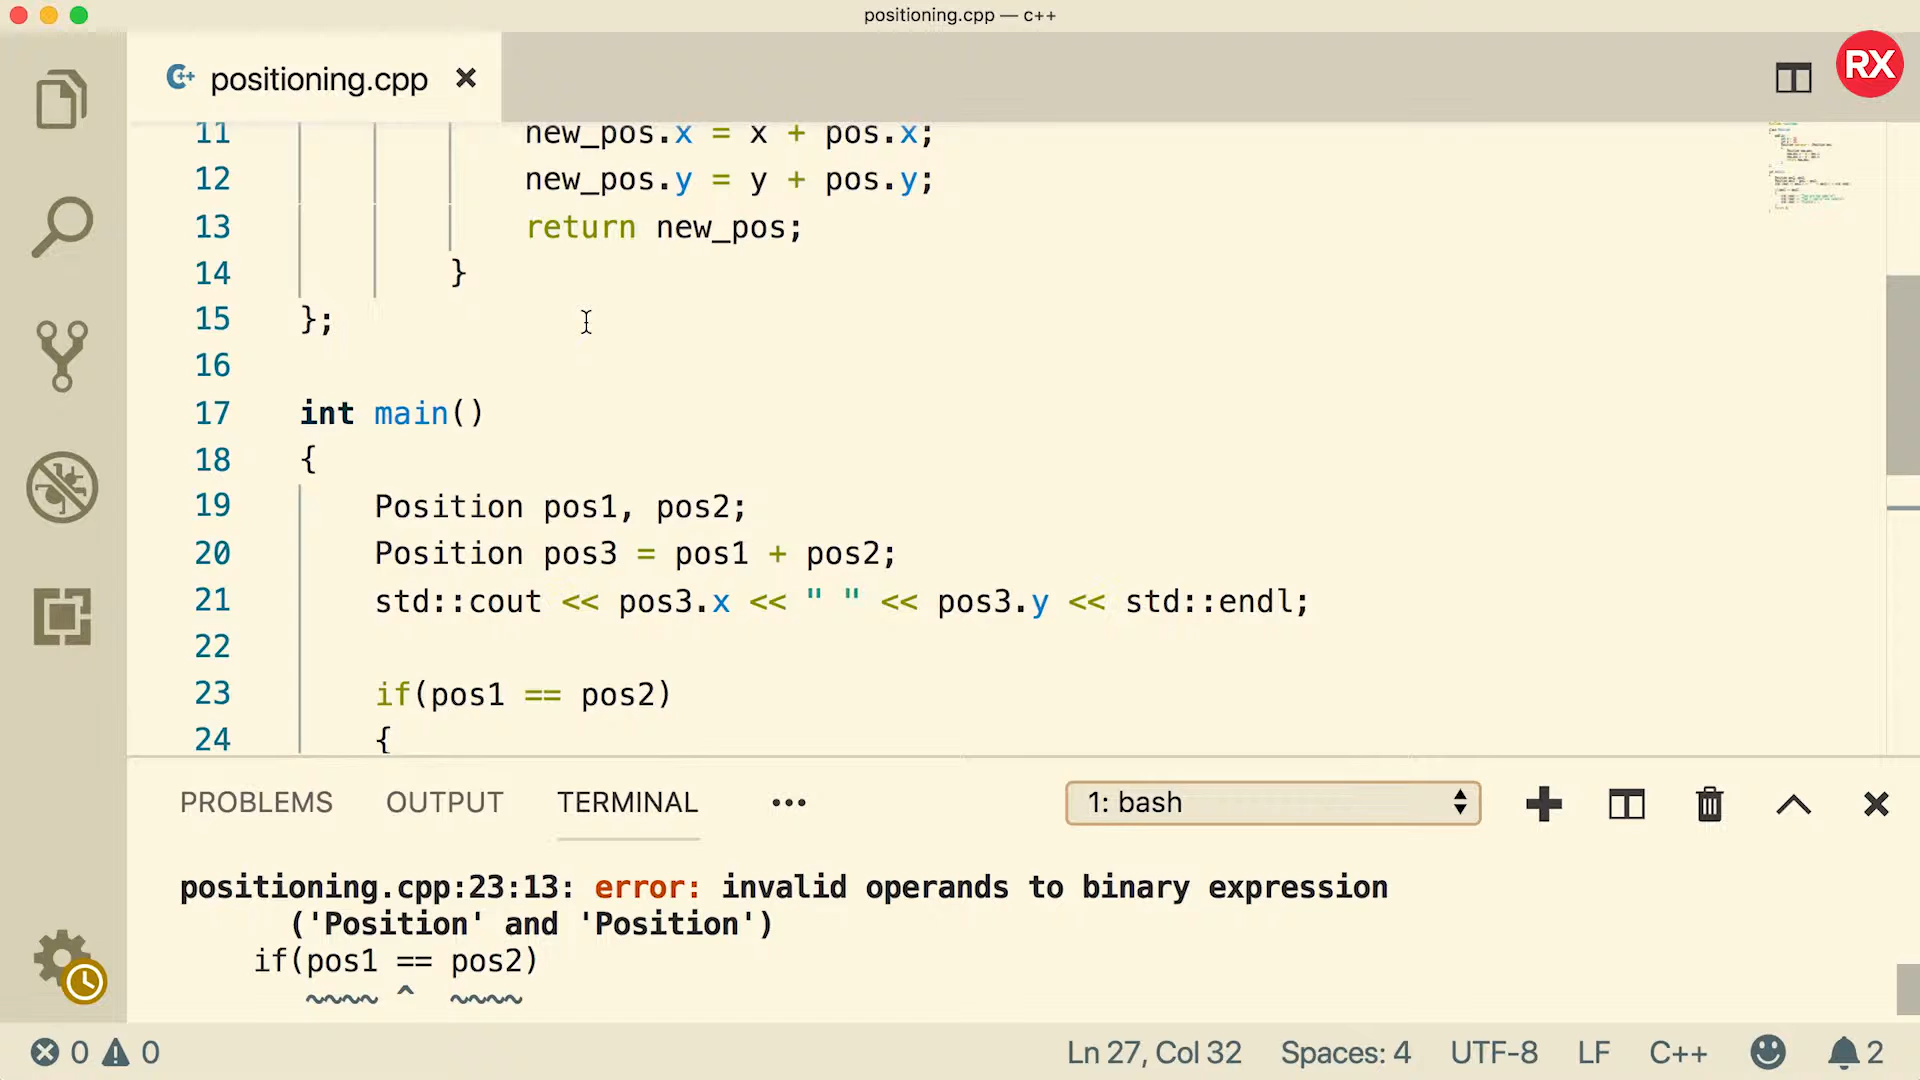 positioning.cpp — c++
positioning.cpp
RX
11 new_pos.x = x + pos.x;
12 new_pos.y = y + pos.y;
13 return new_pos;
14 }
15 };
16
17 int main()
18 {
19 Position pos1, pos2;
20 Position pos3 = pos1 + pos2;
21 std::cout << pos3.x << " " << pos3.y << std::endl;
22
23 if(pos1 == pos2)
24 {
PROBLEMS OUTPUT TERMINAL ••• 1: bash
positioning.cpp:23:13: error: invalid operands to binary expression
('Position' and 'Position')
if(pos1 == pos2)
~~~~ ^ ~~~~
0 0 Ln 27, Col 32 Spaces: 4 UTF-8 LF C++ 2